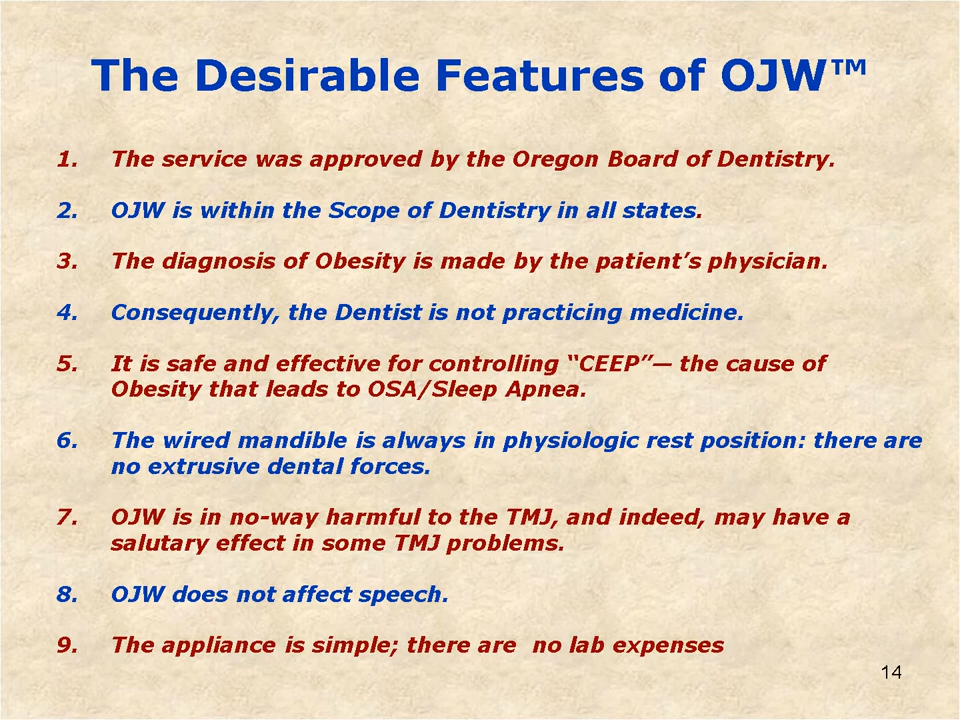 The Desirable Features of OJW™
1. The service was approved by the Oregon Board of Dentistry.
2. OJW is within the Scope of Dentistry in all states.
3. The diagnosis of Obesity is made by the patient’s physician.
4. Consequently, the Dentist is not practicing medicine.
5. It is safe and effective for controlling “CEEP”— the cause of
Obesity that leads to OSA/Sleep Apnea.
6. The wired mandible is always in physiologic rest position: there are
no extrusive dental forces.
7. OJW is in no-way harmful to the TMJ, and indeed, may have a
salutary effect in some TMJ problems.
8. OJW does not affect speech.
9. The appliance is simple; there are no lab expenses
14